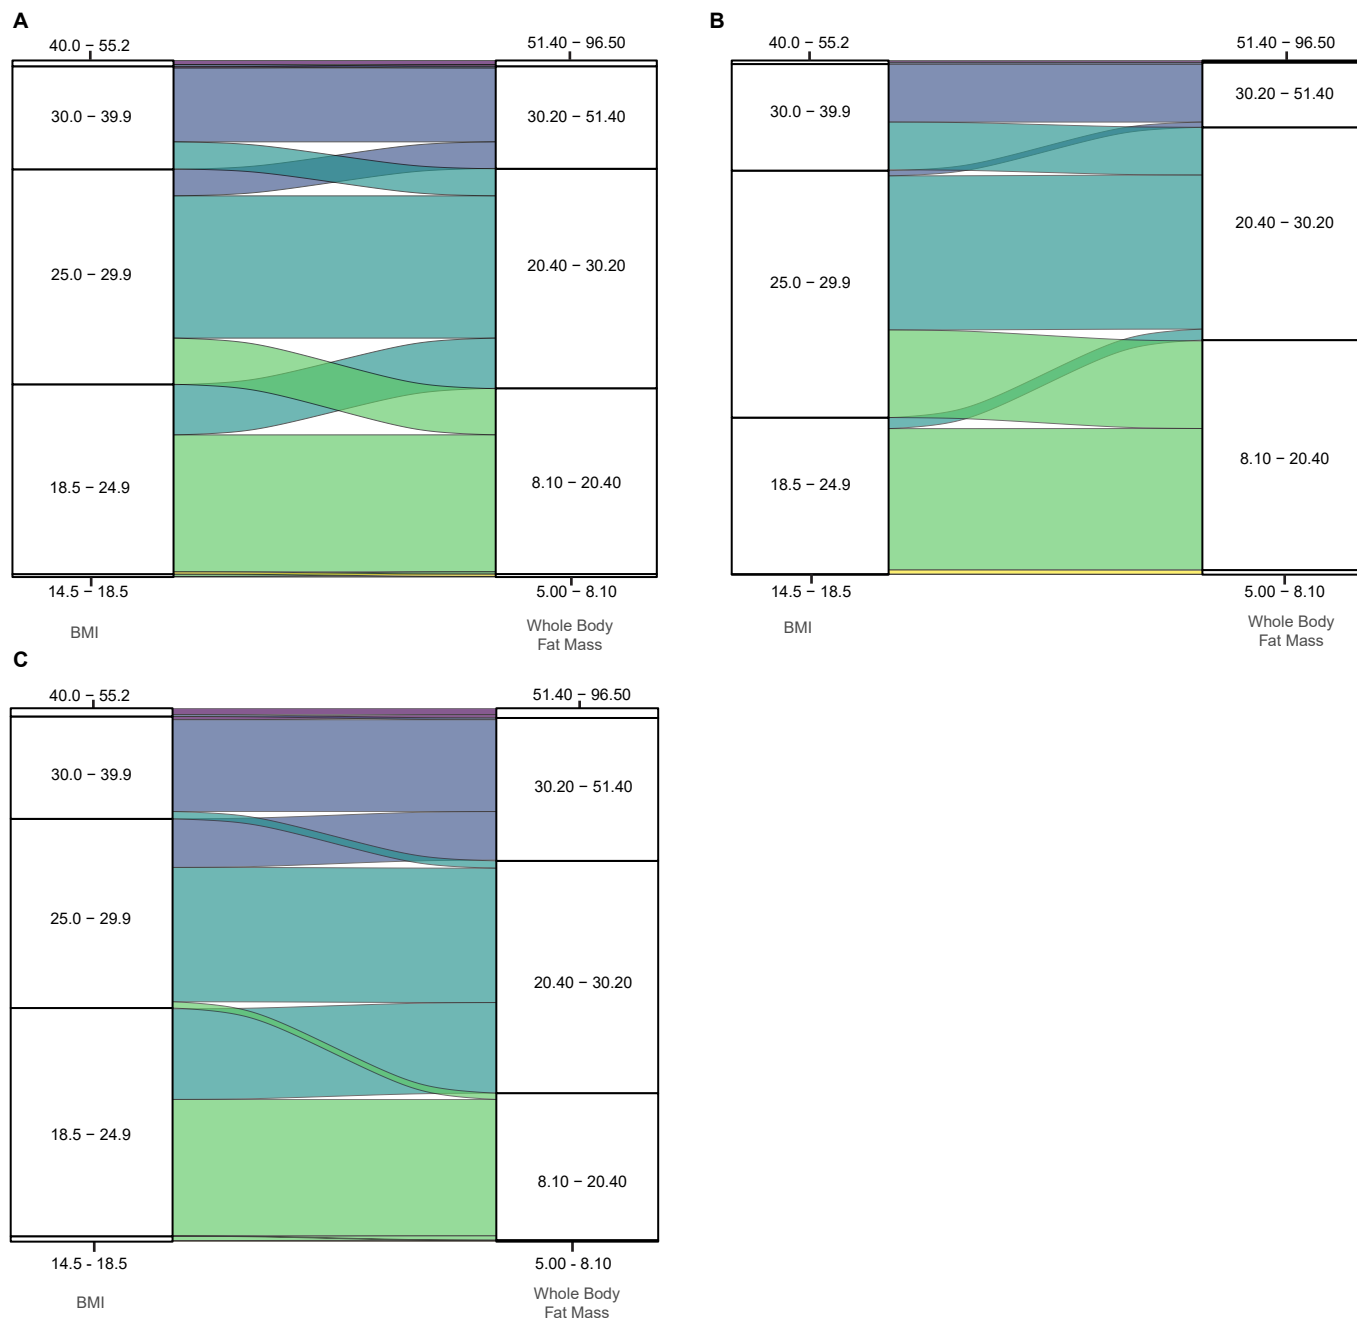 A
40.0 − 55.2
51.40 − 96.50
30.0 − 39.9
30.20 − 51.40
25.0 − 29.9
20.40 − 30.20
18.5 − 24.9
8.10 − 20.40
14.5 − 18.5
5.00 − 8.10
BMI
Whole Body
Fat Mass
B
40.0 − 55.2
51.40 − 96.50
30.0 − 39.9
30.20 − 51.40
20.40 − 30.20
25.0 − 29.9
8.10 − 20.40
18.5 − 24.9
14.5 − 18.5
5.00 − 8.10
BMI
Whole Body
Fat Mass
C
40.0 − 55.2
51.40 − 96.50
30.0 − 39.9
30.20 − 51.40
25.0 − 29.9
20.40 − 30.20
18.5 − 24.9
8.10 − 20.40
14.5 - 18.5
5.00 - 8.10
BMI
Whole Body
Fat Mass